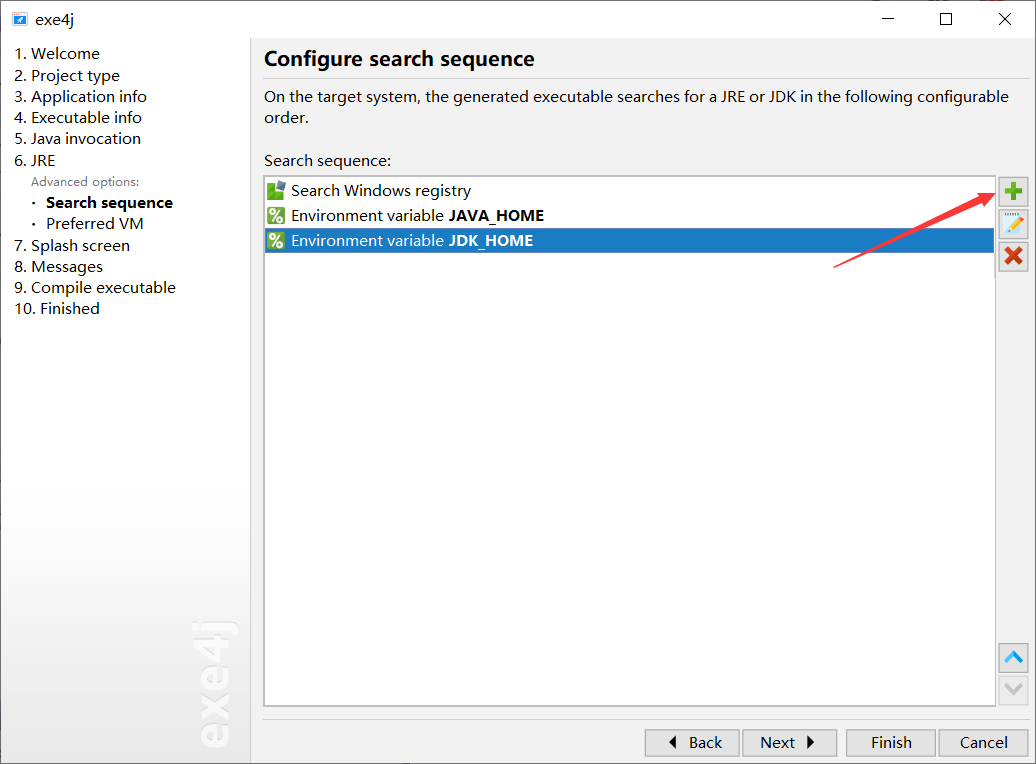 exe4j
1. Welcome
2. Project type
3. Application info
4. Executable info
5. Java invocation
6. JRE
Advanced options:
· Search sequence
· Preferred VM
7. Splash screen
8. Messages
9. Compile executable
10. Finished
exe4j
Configure search sequence
On the target system, the generated executable searches for a JRE or JDK in the following configurable
order.
Search sequence:
Search Windows registry
Environment variable JAVA_HOME
Environment variable JDK_HOME
Back Next Finish Cancel